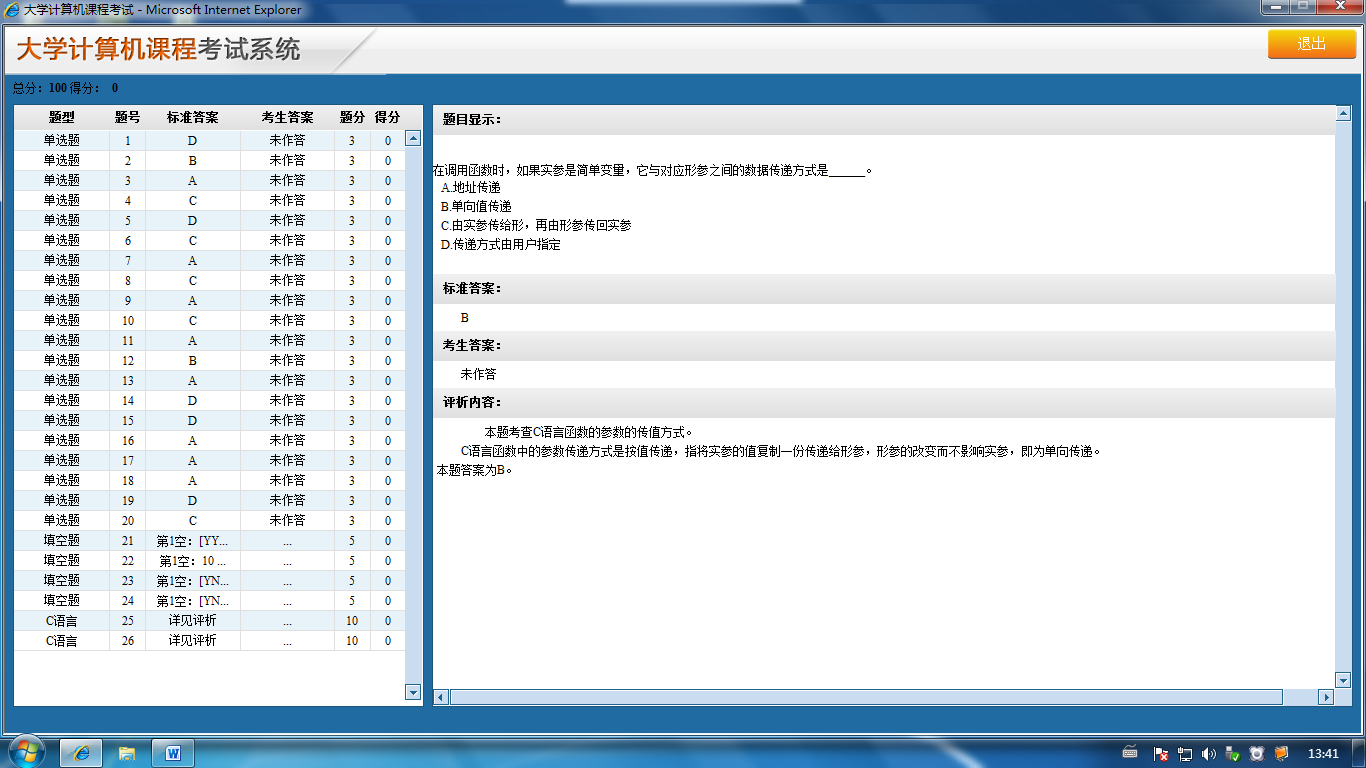 大学计算机课程考试 - Microsoft Internet Explorer
大学计算机课程考试系统
退出
总分：100 得分： 0
题型 题号 标准答案 考生答案 题分 得分
单选题 1 D 未作答 3 0
单选题 2 B 未作答 3 0
单选题 3 A 未作答 3 0
单选题 4 C 未作答 3 0
单选题 5 D 未作答 3 0
单选题 6 C 未作答 3 0
单选题 7 A 未作答 3 0
单选题 8 C 未作答 3 0
单选题 9 A 未作答 3 0
单选题 10 C 未作答 3 0
单选题 11 A 未作答 3 0
单选题 12 B 未作答 3 0
单选题 13 A 未作答 3 0
单选题 14 D 未作答 3 0
单选题 15 D 未作答 3 0
单选题 16 A 未作答 3 0
单选题 17 A 未作答 3 0
单选题 18 A 未作答 3 0
单选题 19 D 未作答 3 0
单选题 20 C 未作答 3 0
填空题 21 第1空：[YY... ... 5 0
填空题 22 第1空：10 ... ... 5 0
填空题 23 第1空：[YN... ... 5 0
填空题 24 第1空：[YN... ... 5 0
C语言 25 详见评析 ... 10 0
C语言 26 详见评析 ... 10 0
题目显示：
在调用函数时，如果实参是简单变量，它与对应形参之间的数据传递方式是______。
A.地址传递
B.单向值传递
C.由实参传给形，再由形参传回实参
D.传递方式由用户指定
标准答案：
B
考生答案：
未作答
评析内容：
本题考查C语言函数的参数的传值方式。
C语言函数中的参数传递方式是按值传递，指将实参的值复制一份传递给形参，形参的改变而不影响实参，即为单向传递。
本题答案为B。
13:41